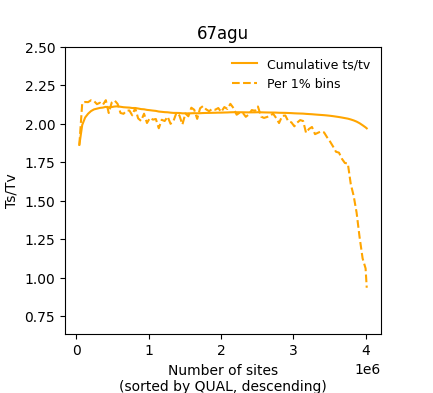 67agu
Cumulative ts/tv
Per 1% bins
Ts/Tv
2.50
2.25
2.00
1.75
1.50
1.25
1.00
0.75
0 1 2 3 4
1e6
Number of sites
(sorted by QUAL, descending)